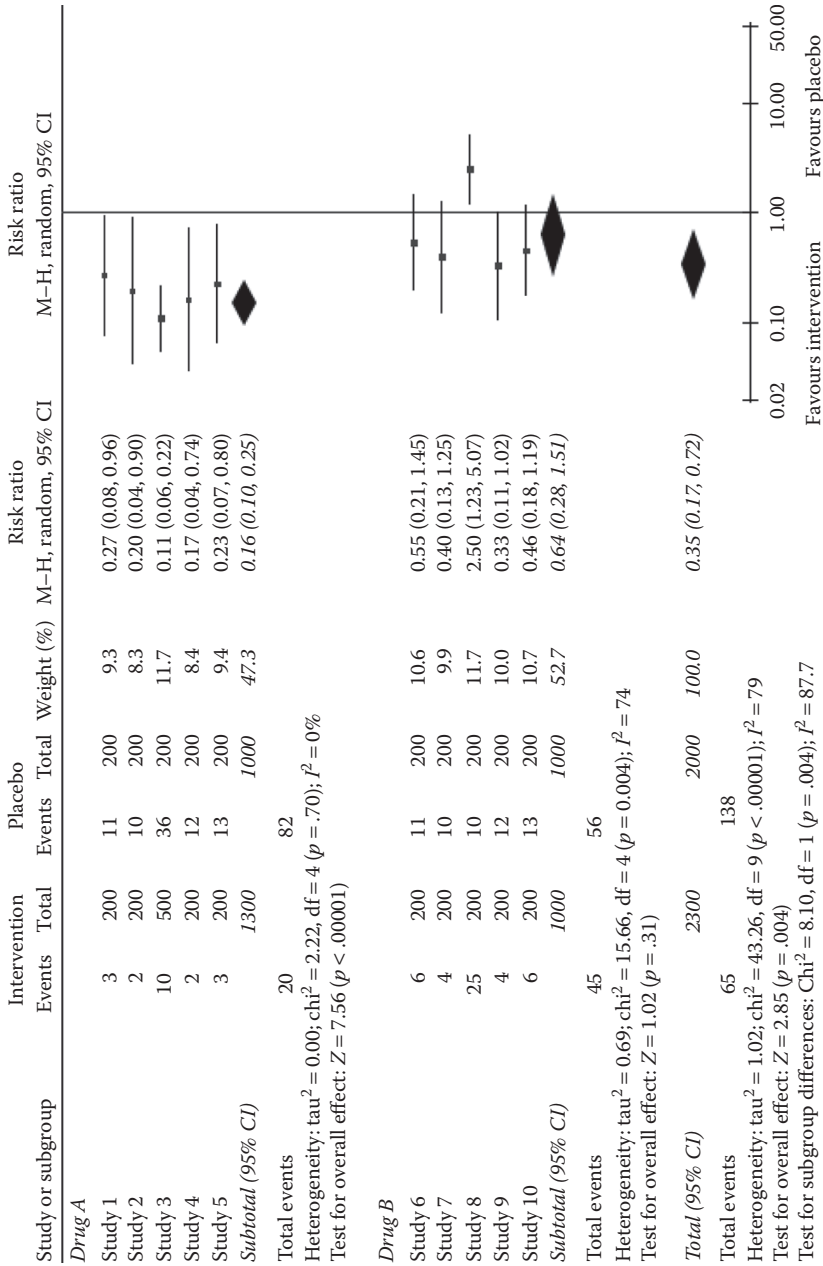 Intervention Placebo Risk ratio Risk ratio
Study or subgroup Events Total Events Total Weight (%) M–H, random, 95% CI M–H, random, 95% CI
Drug A
Study 1 3 200 11 200 9.3 0.27 (0.08, 0.96)
Study 2 2 200 10 200 8.3 0.20 (0.04, 0.90)
Study 3 10 500 36 200 11.7 0.11 (0.06, 0.22)
Study 4 2 200 12 200 8.4 0.17 (0.04, 0.74)
Study 5 3 200 13 200 9.4 0.23 (0.07, 0.80)
Subtotal (95% CI) 1300 1000 47.3 0.16 (0.10, 0.25)
Total events 20 82
Heterogeneity: tau² = 0.00; chi² = 2.22, df = 4 (p = .70); I² = 0%
Test for overall effect: Z = 7.56 (p < .00001)
Drug B
Study 6 6 200 11 200 10.6 0.55 (0.21, 1.45)
Study 7 4 200 10 200 9.9 0.40 (0.13, 1.25)
Study 8 25 200 10 200 11.7 2.50 (1.23, 5.07)
Study 9 4 200 12 200 10.0 0.33 (0.11, 1.02)
Study 10 6 200 13 200 10.7 0.46 (0.18, 1.19)
Subtotal (95% CI) 1000 1000 52.7 0.64 (0.28, 1.51)
Total events 45 56
Heterogeneity: tau² = 0.69; chi² = 15.66, df = 4 (p = 0.004); I² = 74
Test for overall effect: Z = 1.02 (p = .31)
Total (95% CI) 2300 2000 100.0 0.35 (0.17, 0.72)
Total events 65 138
Heterogeneity: tau² = 1.02; chi² = 43.26, df = 9 (p < .00001); I² = 79
Test for overall effect: Z = 2.85 (p = .004)
Test for subgroup differences: Chi² = 8.10, df = 1 (p = .004); I² = 87.7
0.02 0.10 1.00 10.00 50.00
Favours intervention Favours placebo